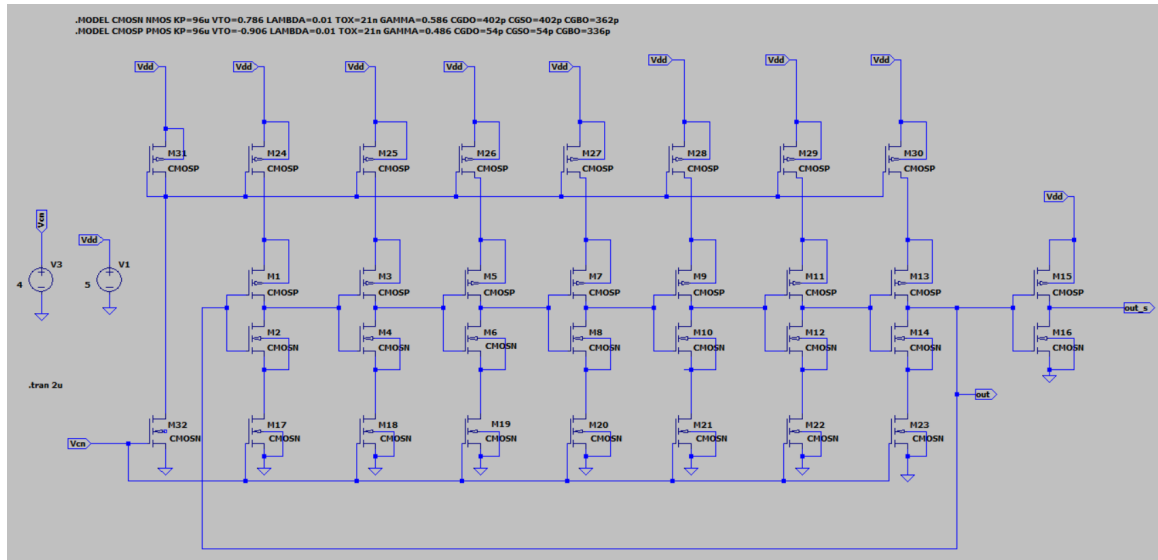 .MODEL CMOSN NMOS KP=96u VTO=0.786 LAMBDA=0.01 TOX=21n GAMMA=0.586 CGDO=402p CGSO=402p CGBO=362p
.MODEL CMOSP PMOS KP=96u VTO=-0.906 LAMBDA=0.01 TOX=21n GAMMA=0.486 CGDO=54p CGSO=54p CGBO=336p
Vdd Vdd Vdd Vdd Vdd Vdd Vdd Vdd
M31 M24 M25 M26 M27 M28 M29 M30
CMOSP CMOSP CMOSP CMOSP CMOSP CMOSP CMOSP CMOSP
Vdd
Vcn
Vdd
V3 V1
4 5
M1 M3 M5 M7 M9 M11 M13 M15
CMOSP CMOSP CMOSP CMOSP CMOSP CMOSP CMOSP CMOSP
out_s
M2 M4 M6 M8 M10 M12 M14 M16
CMOSN CMOSN CMOSN CMOSN CMOSN CMOSN CMOSN CMOSN
.tran 2u
out
M32 M17 M18 M19 M20 M21 M22 M23
Vcn
CMOSN CMOSN CMOSN CMOSN CMOSN CMOSN CMOSN CMOSN